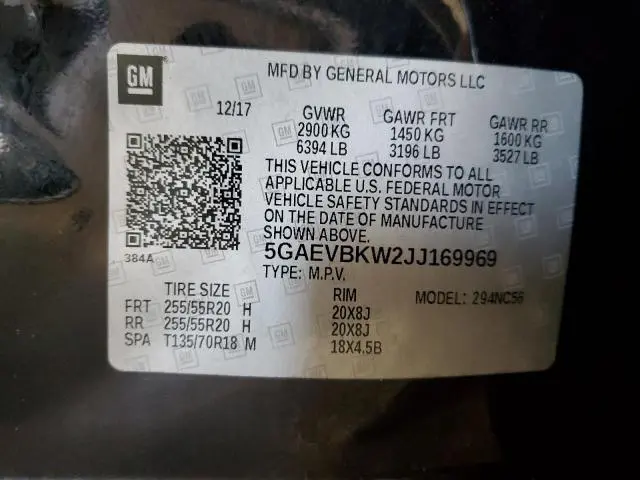 GM
MFD BY GENERAL MOTORS LLC
12/17
GVWR GAWR FRT GAWR RR
2900 KG 1450 KG 1600 KG
6394 LB 3196 LB 3527 LB
THIS VEHICLE CONFORMS TO ALL
APPLICABLE U.S. FEDERAL MOTOR
VEHICLE SAFETY STANDARDS IN EFFECT
ON THE DATE OF MANUFACTURE
SHOWN ABOVE.
384A
5GAEVBKW2JJ169969
TYPE: M.P.V.
TIRE SIZE RIM MODEL: 294NC56
FRT 255/55R20 H 20X8J
RR 255/55R20 H 20X8J
SPA T135/70R18 M 18X4.5B